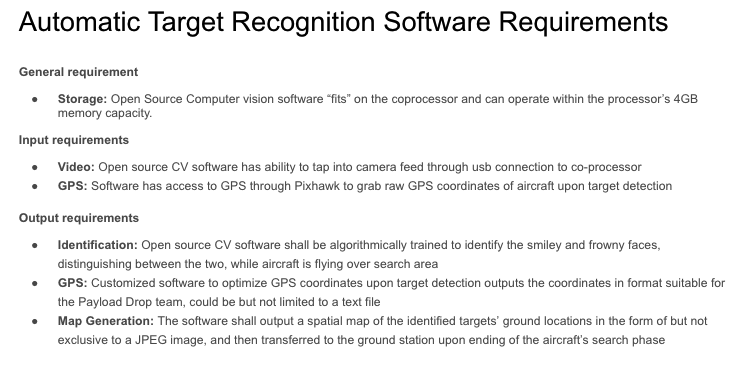 Automatic Target Recognition Software Requirements
General requirement
● Storage: Open Source Computer vision software “fits” on the coprocessor and can operate within the processor’s 4GB
memory capacity.
Input requirements
● Video: Open source CV software has ability to tap into camera feed through usb connection to co-processor
● GPS: Software has access to GPS through Pixhawk to grab raw GPS coordinates of aircraft upon target detection
Output requirements
● Identification: Open source CV software shall be algorithmically trained to identify the smiley and frowny faces,
distinguishing between the two, while aircraft is flying over search area
● GPS: Customized software to optimize GPS coordinates upon target detection outputs the coordinates in format suitable for
the Payload Drop team, could be but not limited to a text file
● Map Generation: The software shall output a spatial map of the identified targets’ ground locations in the form of but not
exclusive to a JPEG image, and then transferred to the ground station upon ending of the aircraft’s search phase